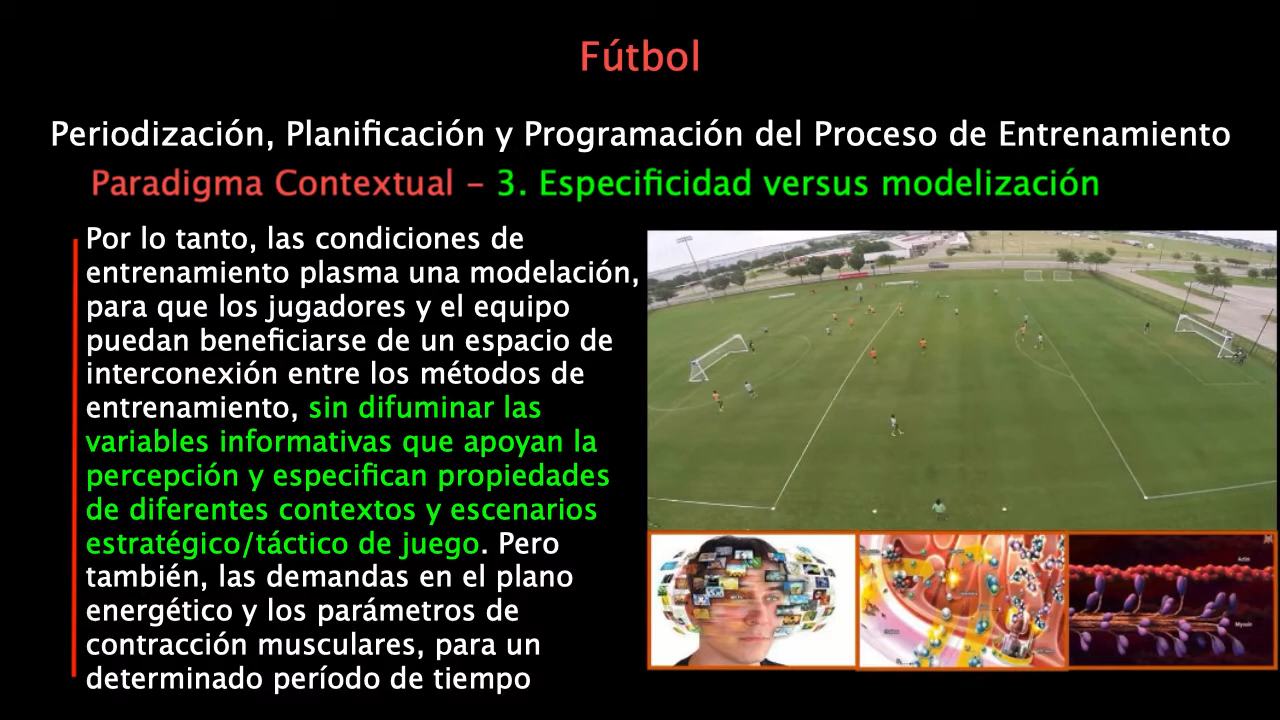 Fútbol
Periodización, Planificación y Programación del Proceso de Entrenamiento
Paradigma Contextual – 3. Especificidad versus modelización
Por lo tanto, las condiciones de
entrenamiento plasma una modelación,
para que los jugadores y el equipo
puedan beneficiarse de un espacio de
interconexión entre los métodos de
entrenamiento, sin difuminar las
variables informativas que apoyan la
percepción y especifican propiedades
de diferentes contextos y escenarios
estratégico/táctico de juego. Pero
también, las demandas en el plano
energético y los parámetros de
contracción musculares, para un
determinado período de tiempo
Actin
Myosin